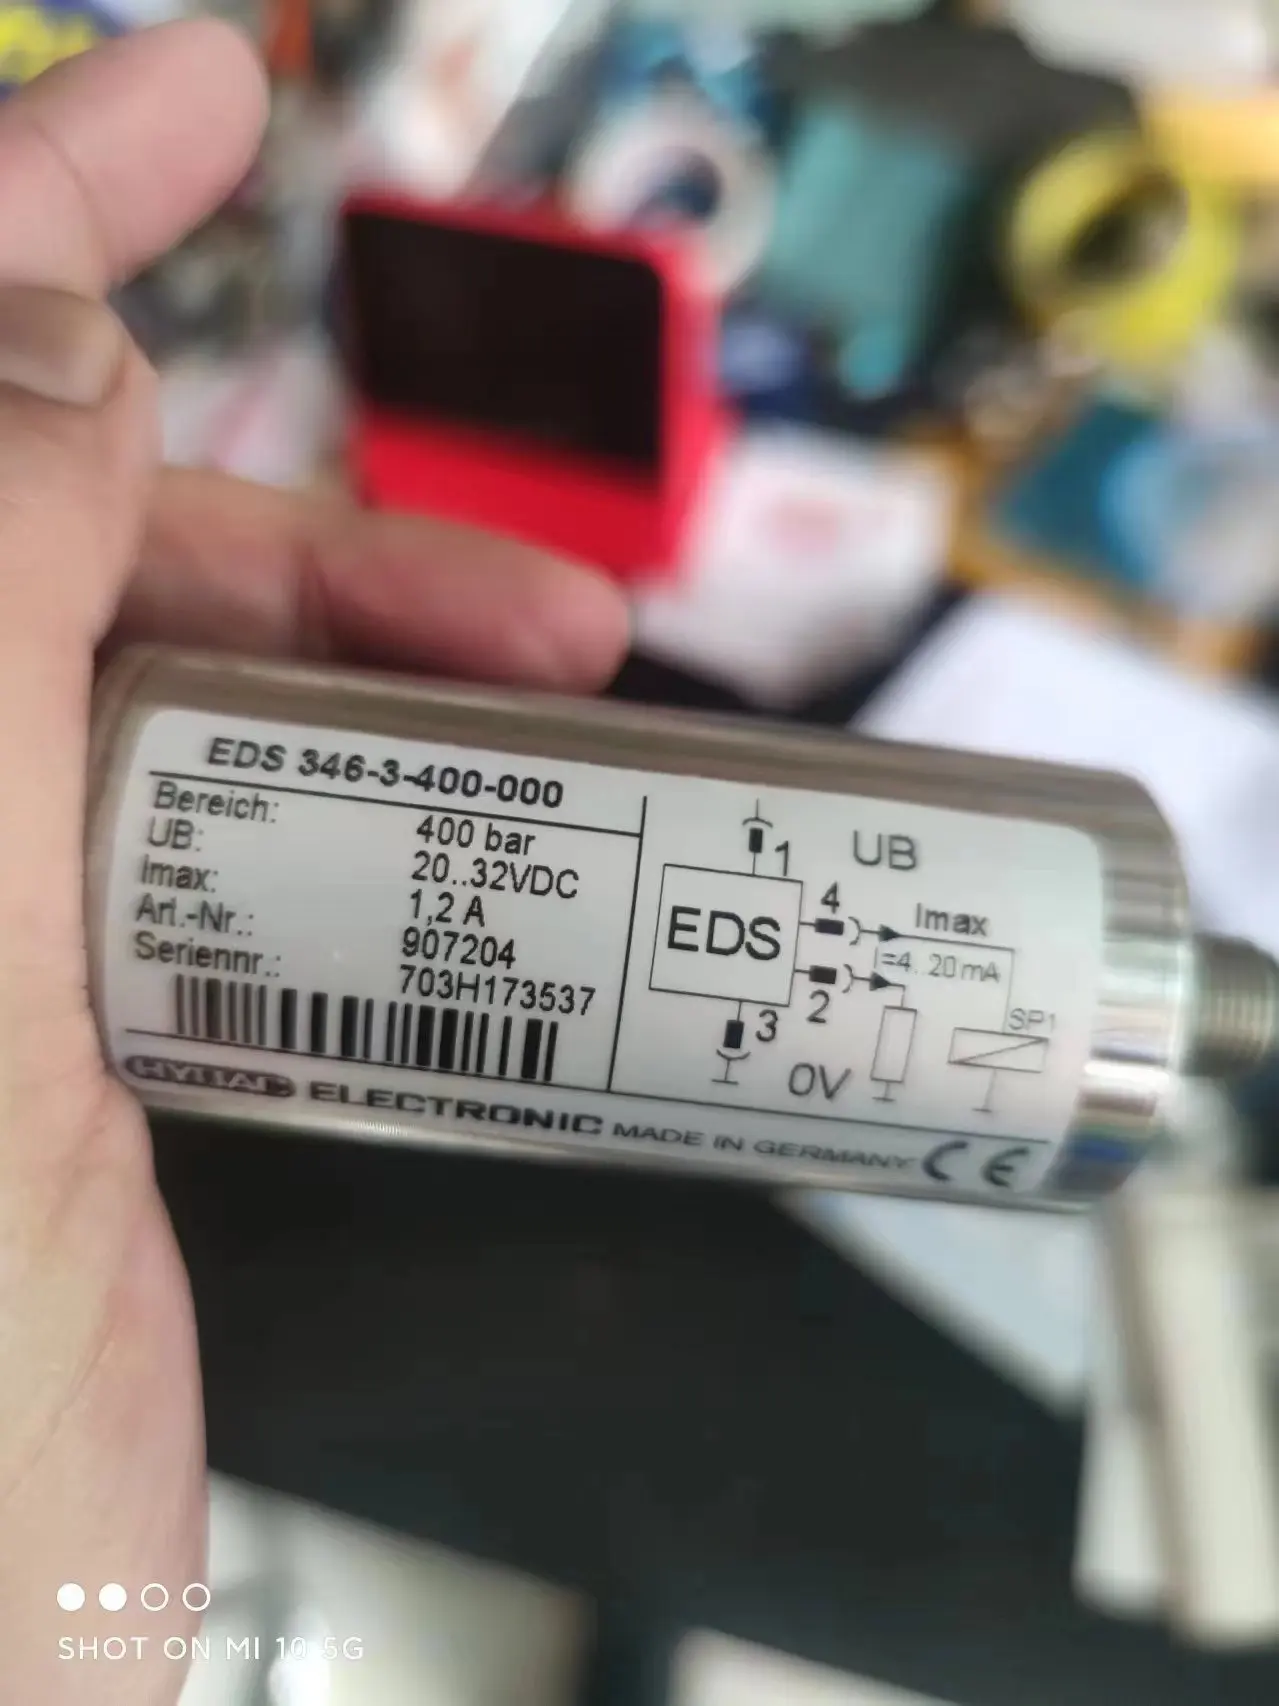 EDS 346-3-400-000
Bereich: 400 bar
UB: 20..32VDC
Imax: 1,2 A
Art.-Nr.: 907204
Seriennr.: 703H173537
HYDAC ELECTRONIC MADE IN GERMANY CE
1 UB
EDS
4 Imax
=4..20mA
2
SP1
3 0V
SHOT ON MI 10 5G